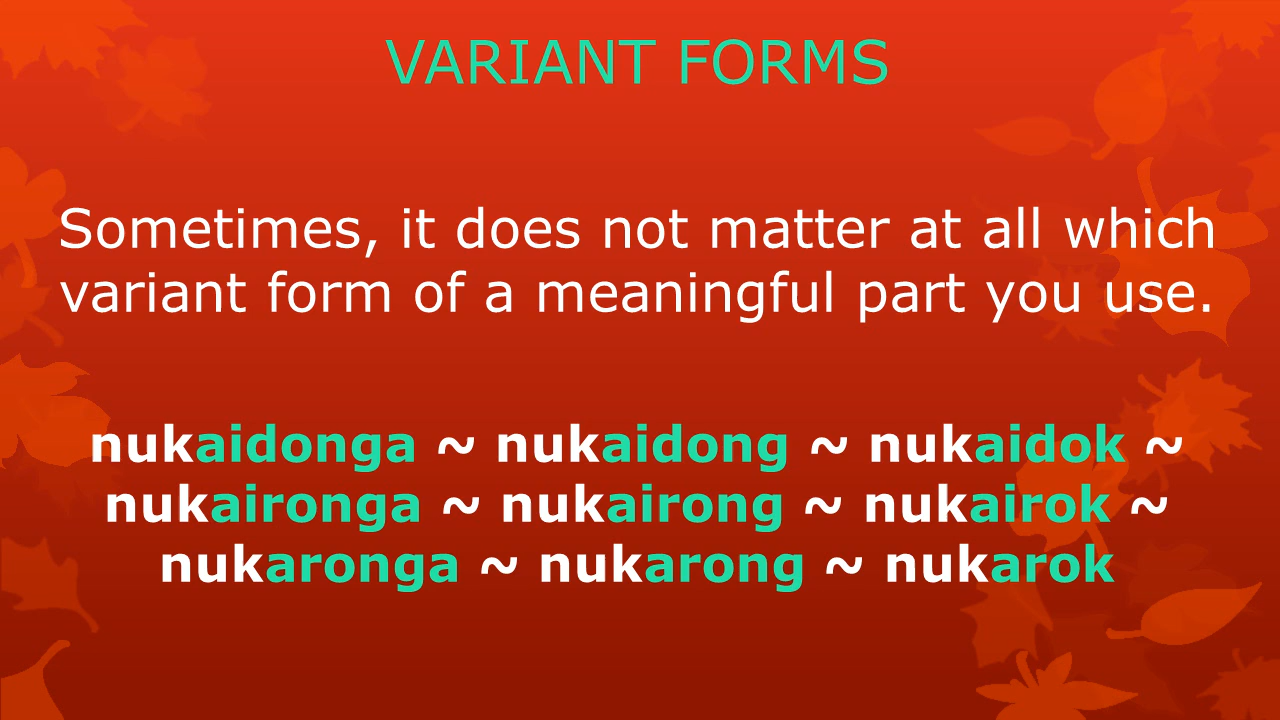 VARIANT FORMS
Sometimes, it does not matter at all which
variant form of a meaningful part you use.
nukaidonga ~ nukaidong ~ nukaidok ~
nukaironga ~ nukairong ~ nukairok ~
nukaronga ~ nukarong ~ nukarok